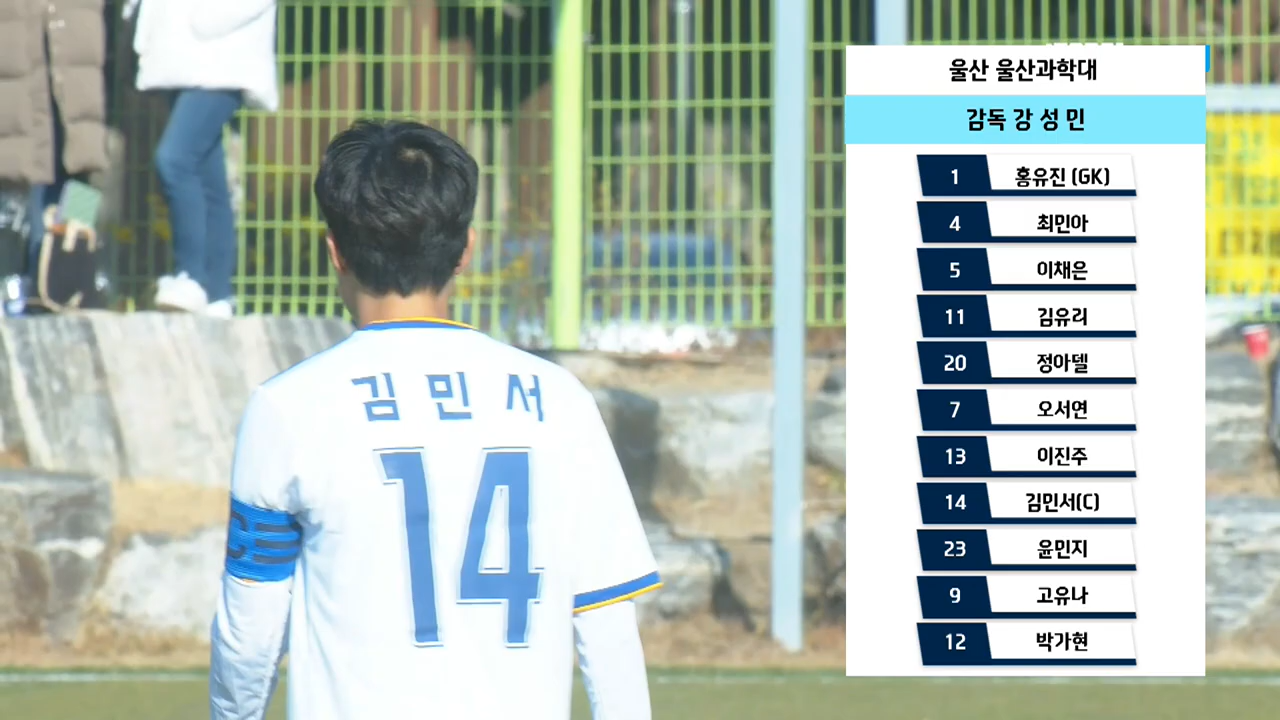 울산 울산과학대
감독 강 성 민
1 홍유진 (GK)
4 최민아
5 이채은
11 김유리
20 정아델
7 오서연
13 이진주
14 김민서(C)
23 윤민지
9 고유나
12 박가현
김 민 서
14
C